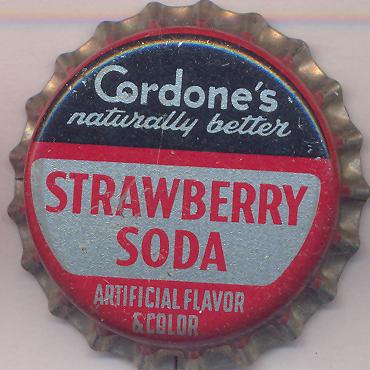 Cordone's
naturally better
STRAWBERRY
SODA
ARTIFICIAL FLAVOR
& COLOR